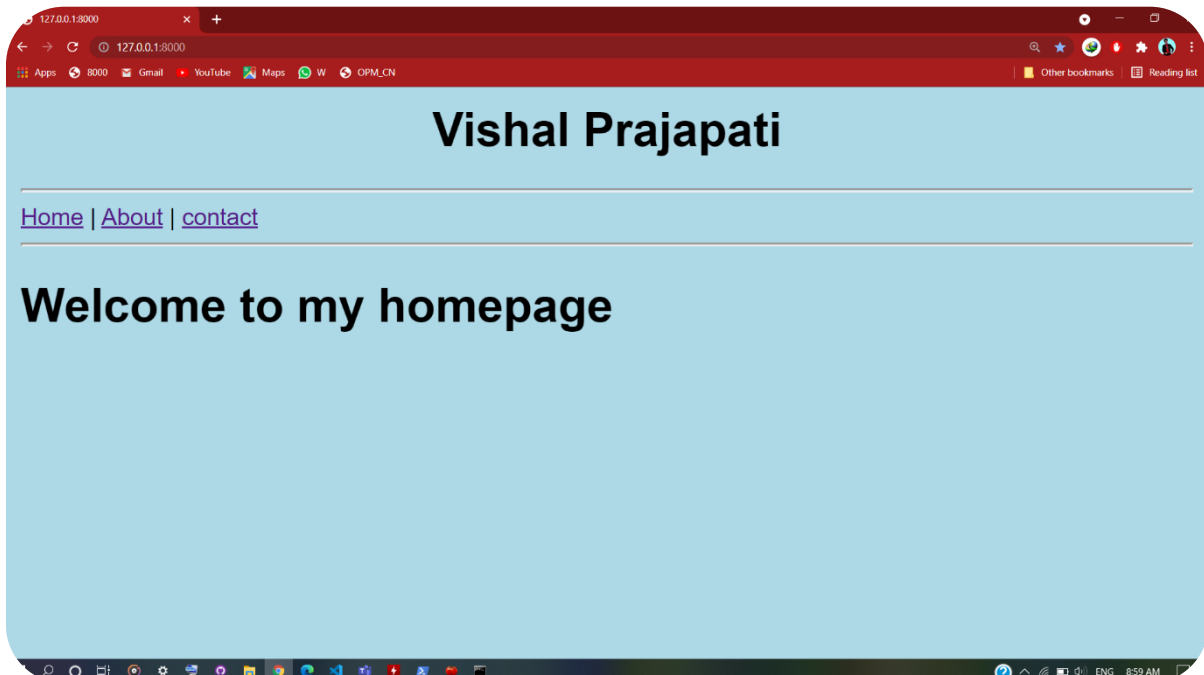 127.0.0.1:8000
127.0.0.1:8000
Apps 8000 Gmail YouTube Maps W OPM_CN Other bookmarks Reading list
Vishal Prajapati
Home | About | contact
Welcome to my homepage
ENG 8:59 AM